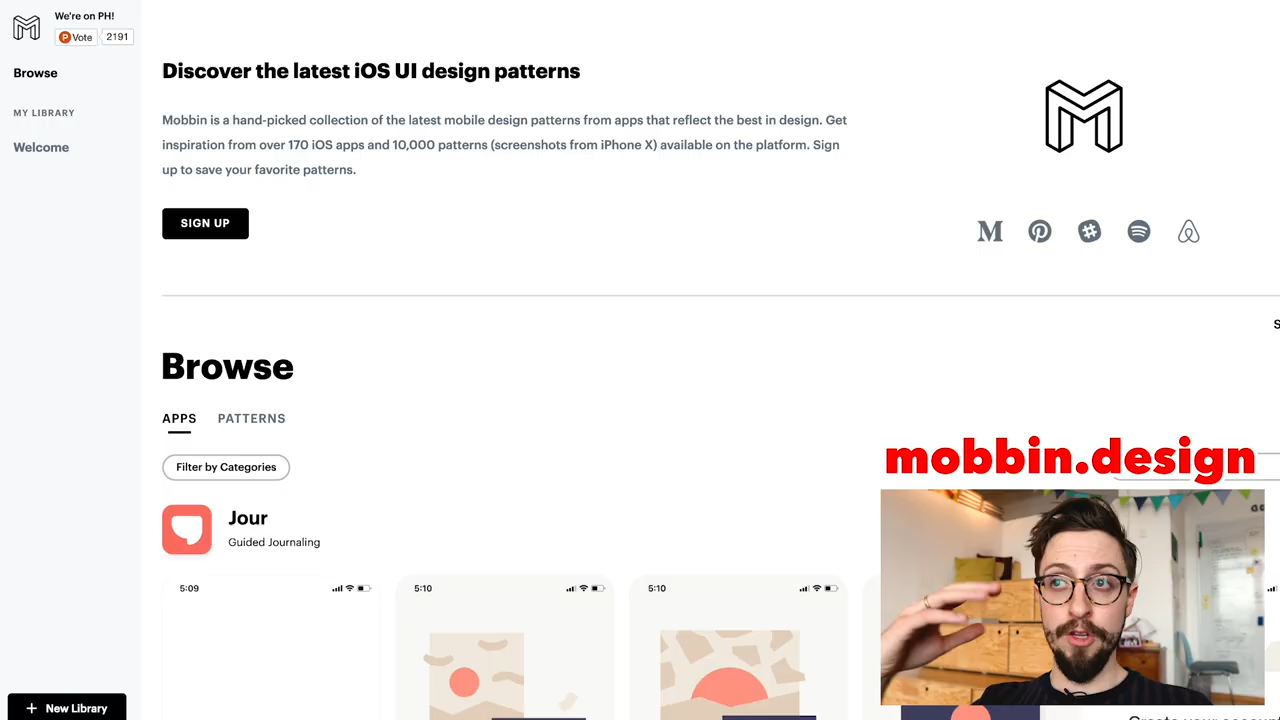 We're on PH!
Vote 2191
Browse
MY LIBRARY
Welcome
New Library
Discover the latest iOS UI design patterns
Mobbin is a hand-picked collection of the latest mobile design patterns from apps that reflect the best in design. Get
inspiration from over 170 iOS apps and 10,000 patterns (screenshots from iPhone X) available on the platform. Sign
up to save your favorite patterns.
SIGN UP
Browse
APPS PATTERNS
Filter by Categories
mobbin.design
Jour
Guided Journaling
5:09
5:10
5:10